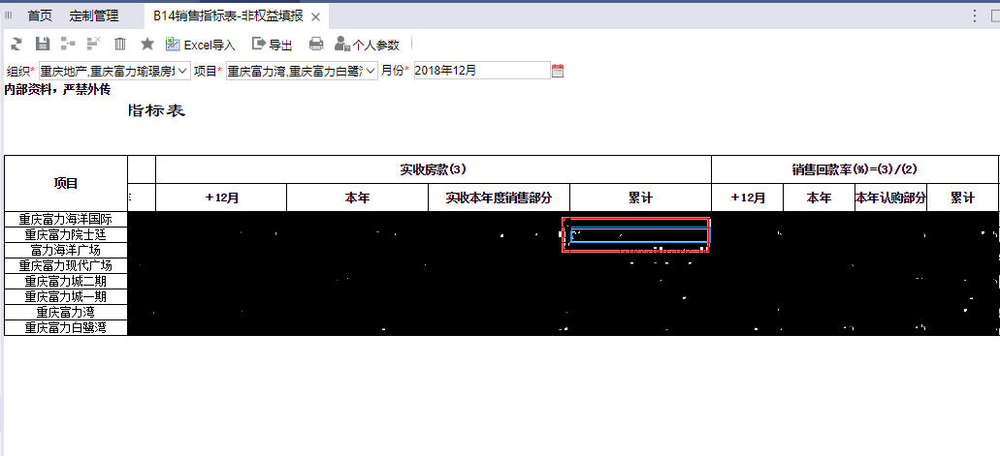 首页 定制管理 B14销售指标表-非权益填报
Excel导入 导出 个人参数
组织* 重庆地产,重庆富力瑜璟房 项目* 重庆富力湾,重庆富力白鹭 月份* 2018年12月
内部资料，严禁外传
指标表
项目 实收房款(3) 销售回款率(%)=(3)/(2)
+12月 本年 实收本年度销售部分 累计 +12月 本年 本年认购部分 累计
重庆富力海洋国际
重庆富力院士廷
富力海洋广场
重庆富力现代广场
重庆富力城二期
重庆富力城一期
重庆富力湾
重庆富力白鹭湾